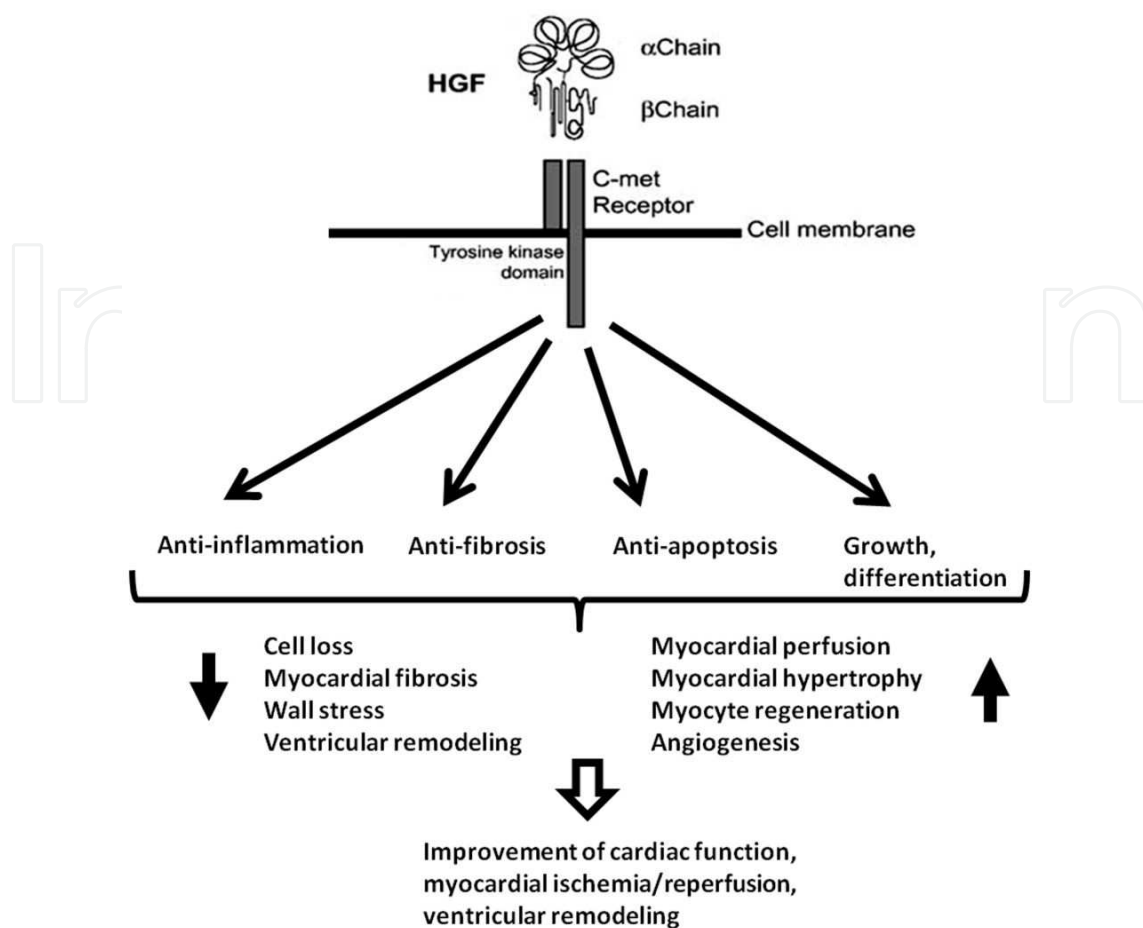 HGF
αChain
βChain
C-met
Receptor
Cell membrane
Tyrosine kinase
domain
Anti-inflammation
Anti-fibrosis
Anti-apoptosis
Growth,
differentiation
Cell loss
Myocardial fibrosis
Wall stress
Ventricular remodeling
Myocardial perfusion
Myocardial hypertrophy
Myocyte regeneration
Angiogenesis
Improvement of cardiac function,
myocardial ischemia/reperfusion,
ventricular remodeling